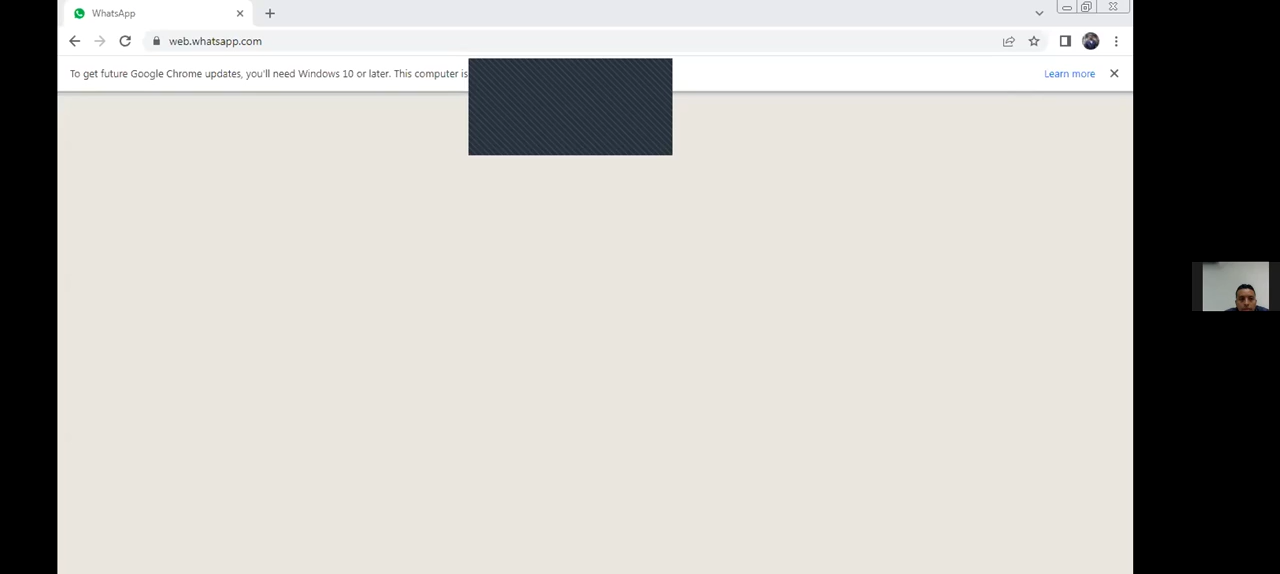 WhatsApp
web.whatsapp.com
To get future Google Chrome updates, you'll need Windows 10 or later. This computer is
Learn more